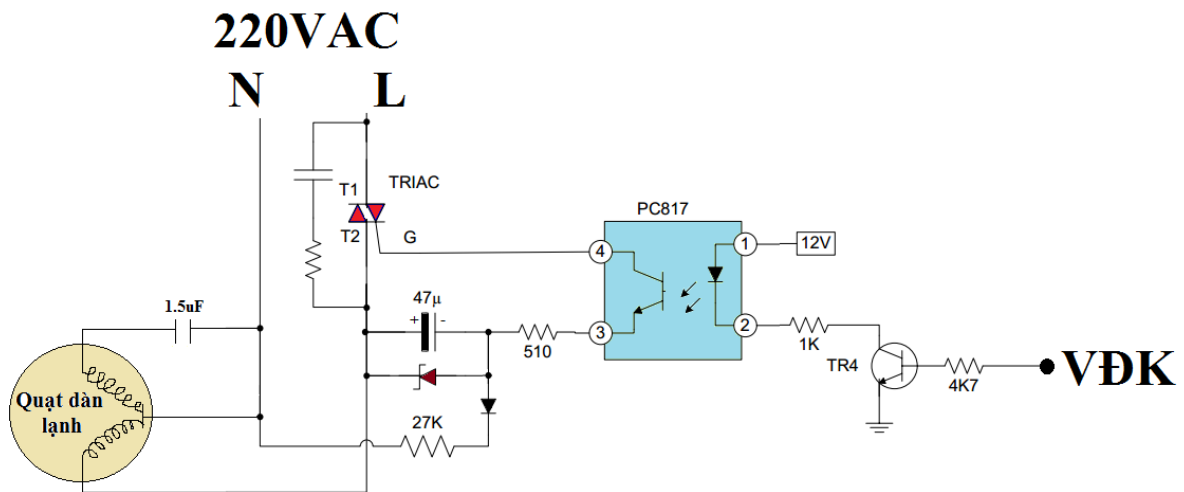 220VAC
N L
T1 TRIAC
T2
G
PC817
4
1
12V
1.5uF
47μ
+ -
3
2
510
1K
TR4
4K7
VĐK
Quạt dàn
lạnh
27K